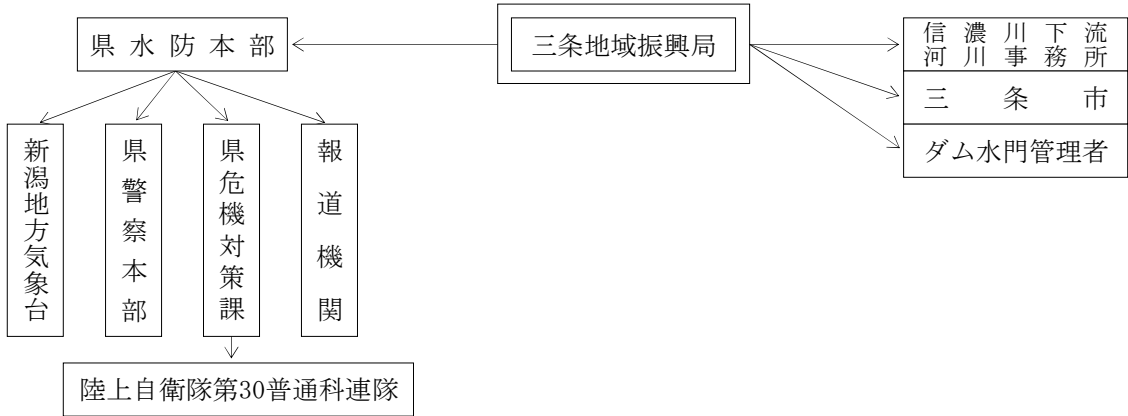 県水防本部
三条地域振興局
信濃川下流
河川事務所
三条市
ダム水門管理者
新潟地方気象台
県警察本部
県危機対策課
報道機関
陸上自衛隊第30普通科連隊